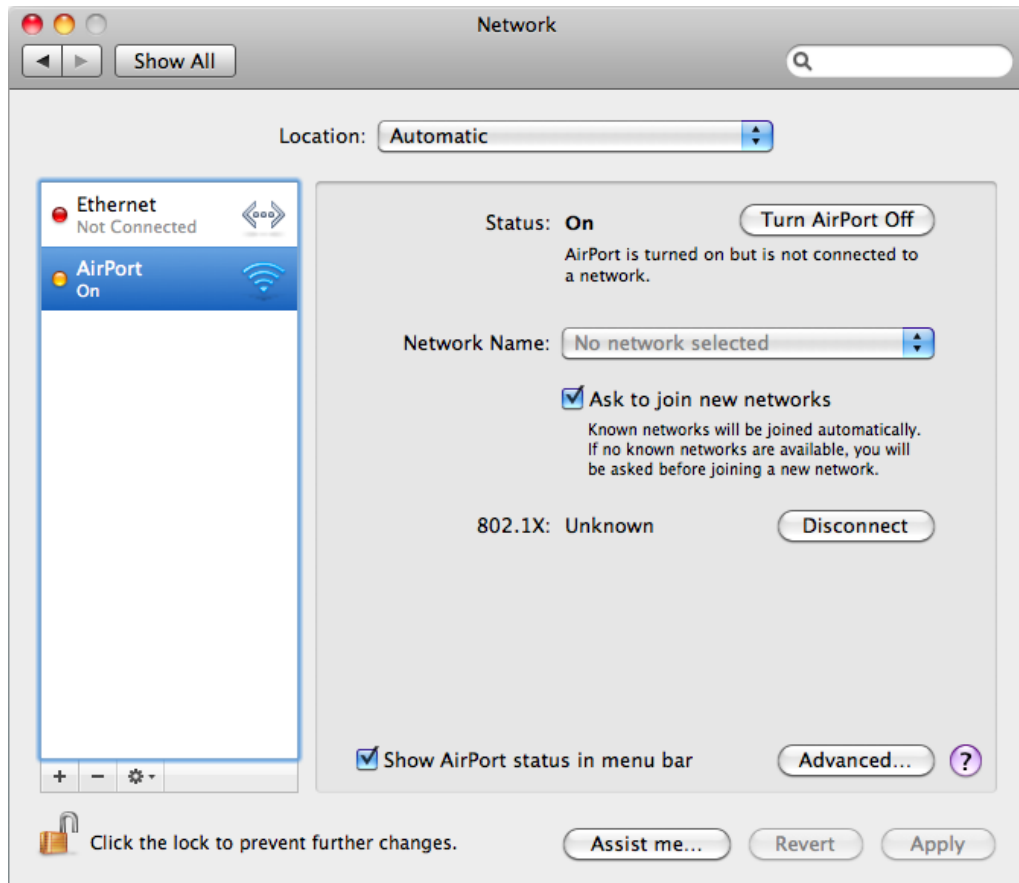 Network
Show All
Location: Automatic
Ethernet
Not Connected
AirPort
On
Status: On
Turn AirPort Off
AirPort is turned on but is not connected to
a network.
Network Name: No network selected
Ask to join new networks
Known networks will be joined automatically.
If no known networks are available, you will
be asked before joining a new network.
802.1X: Unknown
Disconnect
Show AirPort status in menu bar
Advanced...
?
Click the lock to prevent further changes.
Assist me...
Revert
Apply